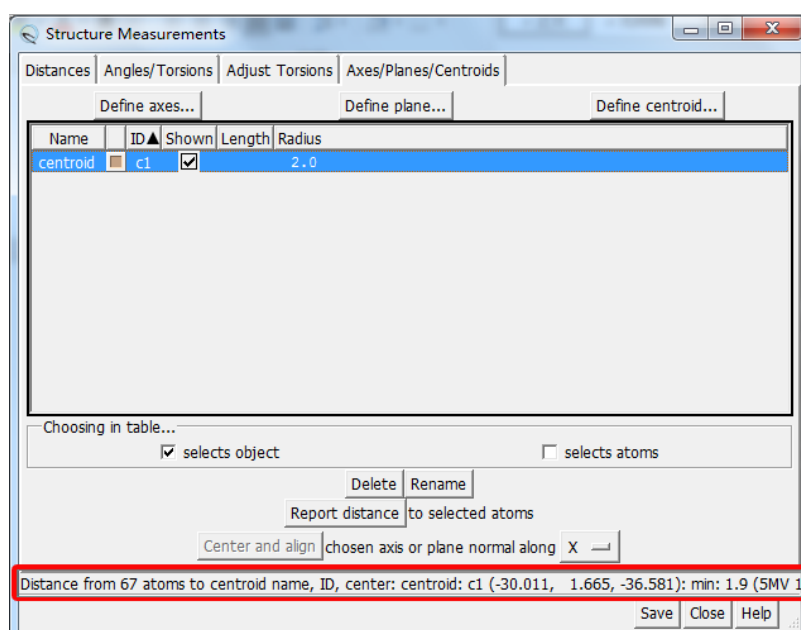 Structure Measurements
Distances Angles/Torsions Adjust Torsions Axes/Planes/Centroids
Define axes... Define plane... Define centroid...
Name ID▲ Shown Length Radius
centroid c1 2.0
Choosing in table...
selects object selects atoms
Delete Rename
Report distance to selected atoms
Center and align chosen axis or plane normal along X
Distance from 67 atoms to centroid name, ID, center: centroid: c1 (-30.011, 1.665, -36.581): min: 1.9 (5MV 1
Save Close Help